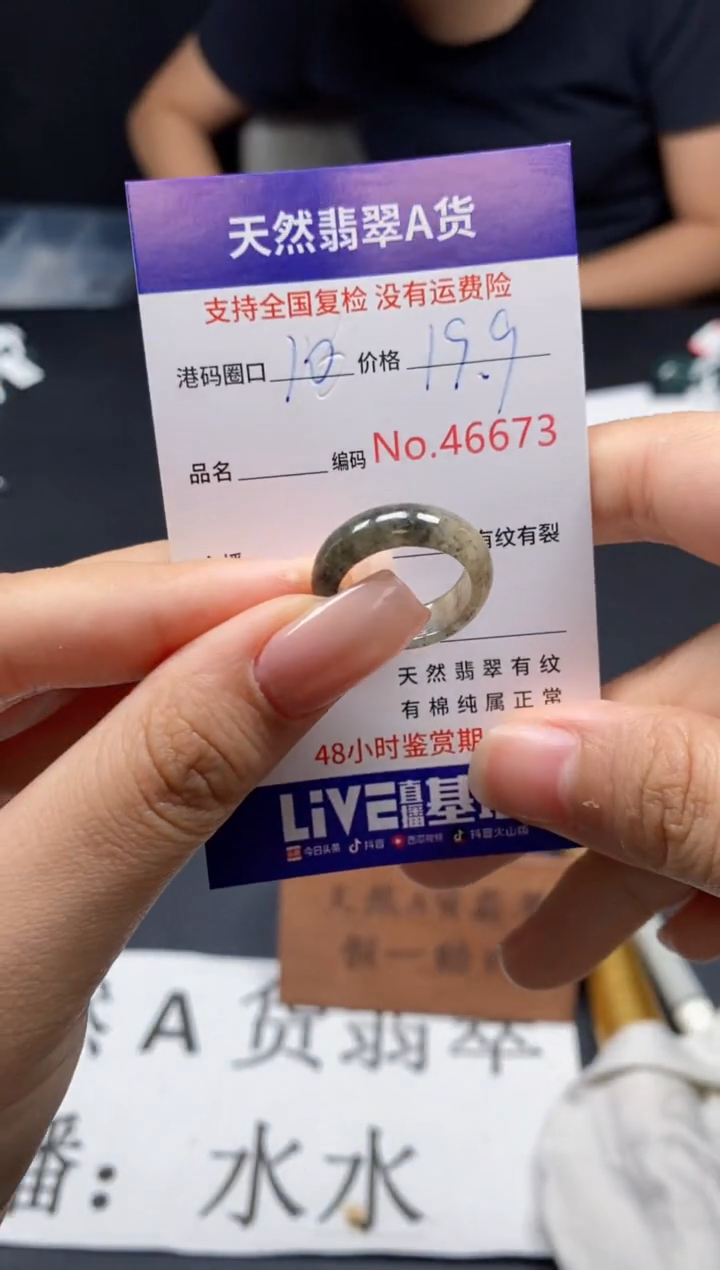 天然翡翠A货
支持全国复检 没有运费险
港码圈口 12 价格 19.9
品名 编码 No.46673
有纹有裂
天然翡翠有纹
有棉纯属正常
48小时鉴赏期
LiVE直播基
今日头条 抖音 西瓜视频 抖音火山版
A货翡翠
播：水水